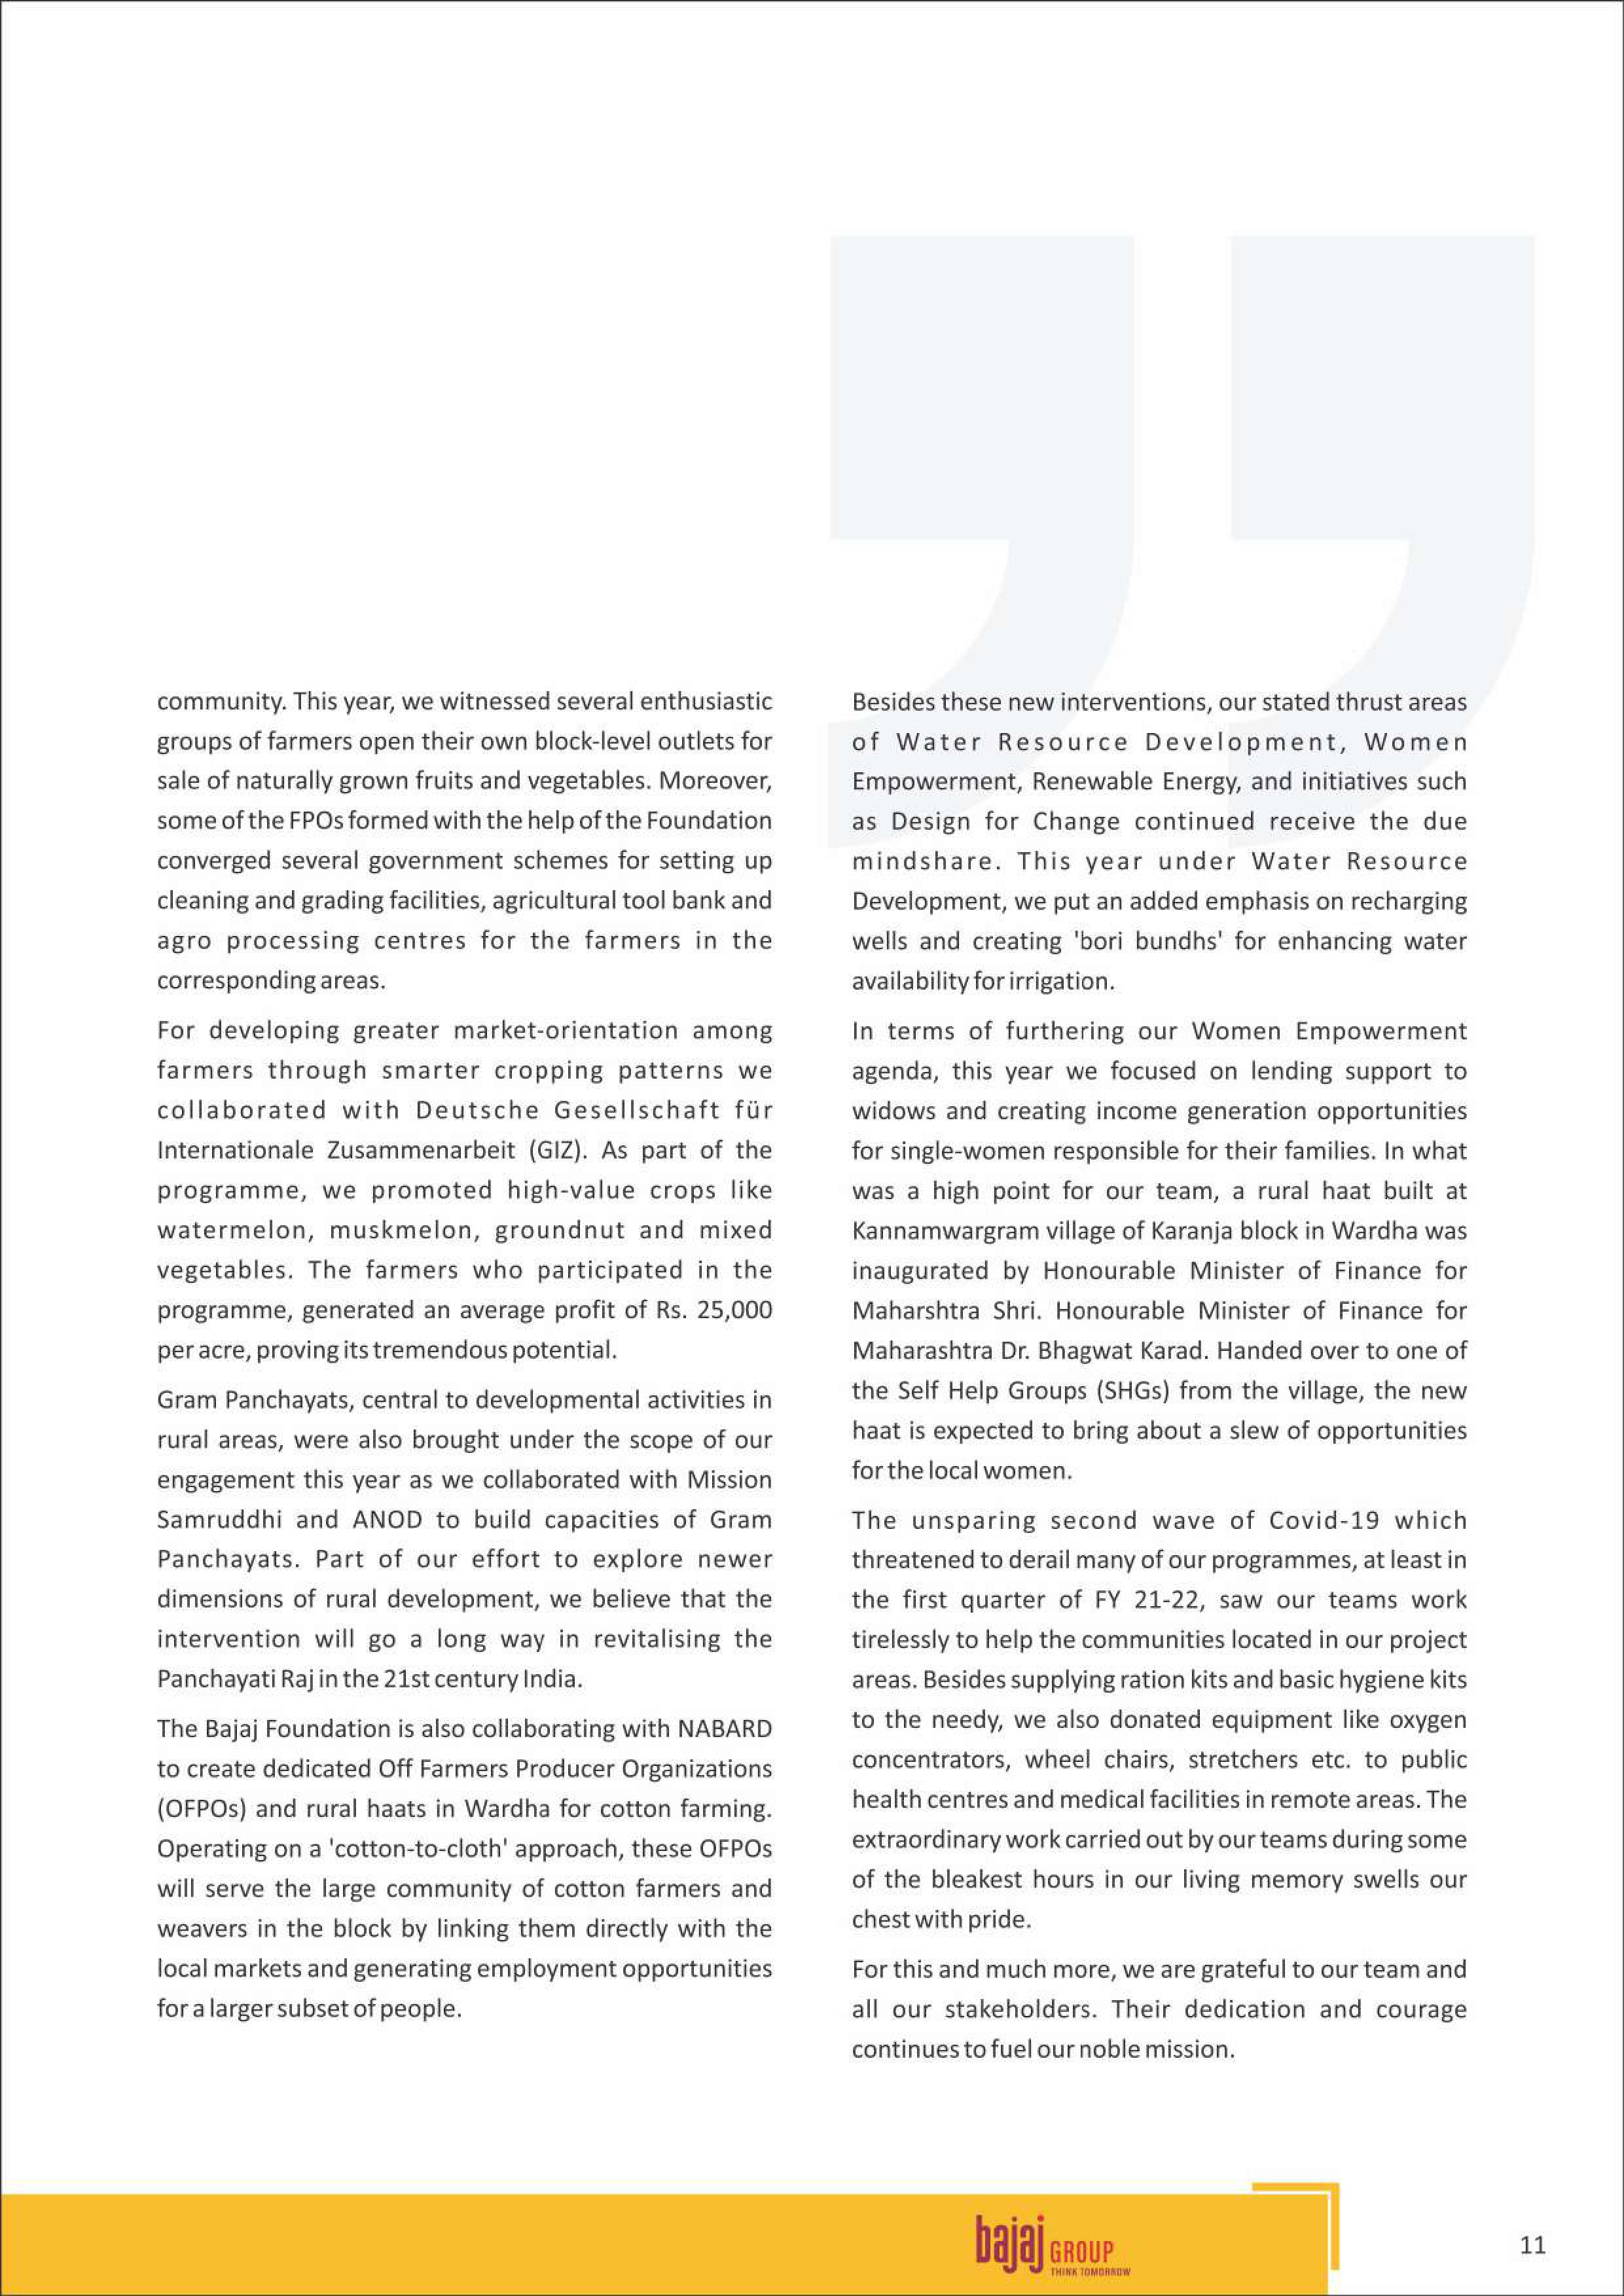 community. This year, we witnessed several enthusiastic
groups of farmers open their own block-level outlets for
sale of naturally grown fruits and vegetables. Moreover,
some of the FPOs formed with the help of the Foundation
converged several government schemes for setting up
cleaning and grading facilities, agricultural tool bank and
agro processing centres for the farmers in the
corresponding areas.
For developing greater market-orientation among
farmers through smarter cropping patterns we
collaborated with Deutsche Gesellschaft für
Internationale Zusammenarbeit (GIZ). As part of the
programme, we promoted high-value crops like
watermelon, muskmelon, groundnut and mixed
vegetables. The farmers who participated in the
programme, generated an average profit of Rs. 25,000
per acre, proving its tremendous potential.
Gram Panchayats, central to developmental activities in
rural areas, were also brought under the scope of our
engagement this year as we collaborated with Mission
Samruddhi and ANOD to build capacities of Gram
Panchayats. Part of our effort to explore newer
dimensions of rural development, we believe that the
intervention will go a long way in revitalising the
Panchayati Raj in the 21st century India.
The Bajaj Foundation is also collaborating with NABARD
to create dedicated Off Farmers Producer Organizations
(OFPOs) and rural haats in Wardha for cotton farming.
Operating on a 'cotton-to-cloth' approach, these OFPOs
will serve the large community of cotton farmers and
weavers in the block by linking them directly with the
local markets and generating employment opportunities
for a larger subset of people.
Besides these new interventions, our stated thrust areas
of Water Resource Development, Women
Empowerment, Renewable Energy, and initiatives such
as Design for Change continued receive the due
mindshare. This year under Water Resource
Development, we put an added emphasis on recharging
wells and creating 'bori bundhs' for enhancing water
availability for irrigation.
In terms of furthering our Women Empowerment
agenda, this year we focused on lending support to
widows and creating income generation opportunities
for single-women responsible for their families. In what
was a high point for our team, a rural haat built at
Kannamwargram village of Karanja block in Wardha was
inaugurated by Honourable Minister of Finance for
Maharshtra Shri. Honourable Minister of Finance for
Maharashtra Dr. Bhagwat Karad. Handed over to one of
the Self Help Groups (SHGs) from the village, the new
haat is expected to bring about a slew of opportunities
for the local women.
The unsparing second wave of Covid-19 which
threatened to derail many of our programmes, at least in
the first quarter of FY 21-22, saw our teams work
tirelessly to help the communities located in our project
areas. Besides supplying ration kits and basic hygiene kits
to the needy, we also donated equipment like oxygen
concentrators, wheel chairs, stretchers etc. to public
health centres and medical facilities in remote areas. The
extraordinary work carried out by our teams during some
of the bleakest hours in our living memory swells our
chest with pride.
For this and much more, we are grateful to our team and
all our stakeholders. Their dedication and courage
continues to fuel our noble mission.
bajaj GROUP
THINK TOMORROW
11